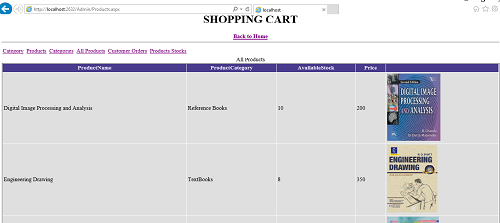 http://localhost:2632/Admin/Products.aspx
localhost
SHOPPING CART
Back to Home
Category Products Categories All Products Customer Orders Products Stocks
All Products
ProductName ProductCategory AvailableStock Price
Digital Image Processing and Analysis Reference Books 10 200
DIGITAL IMAGE
PROCESSING
AND ANALYSIS
Engineering Drawing TextBooks 8 350
ENGINEERING
DRAWING